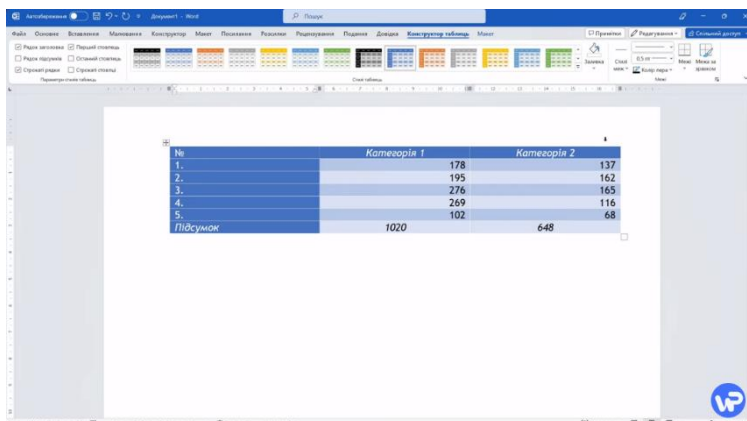 Автозбереження Документ1 - Word Пошук
Файл Основне Вставлення Малювання Конструктор Макет Посилання Розсилки Рецензування Подання Довідка Конструктор таблиць Макет Примітки Редагування Спільний доступ
Рядок заголовка Перший стовпець
Рядок підсумків Останній стовпець
Строкаті рядки Строкаті стовпці
Заливка Стилі меж 0,5 пт Колір пера Межі Межі за зразком
Параметри стилів таблиць Стилі таблиць Межі
№ Категорія 1 Категорія 2
1. 178 137
2. 195 162
3. 276 165
4. 269 116
5. 102 68
Підсумок 1020 648